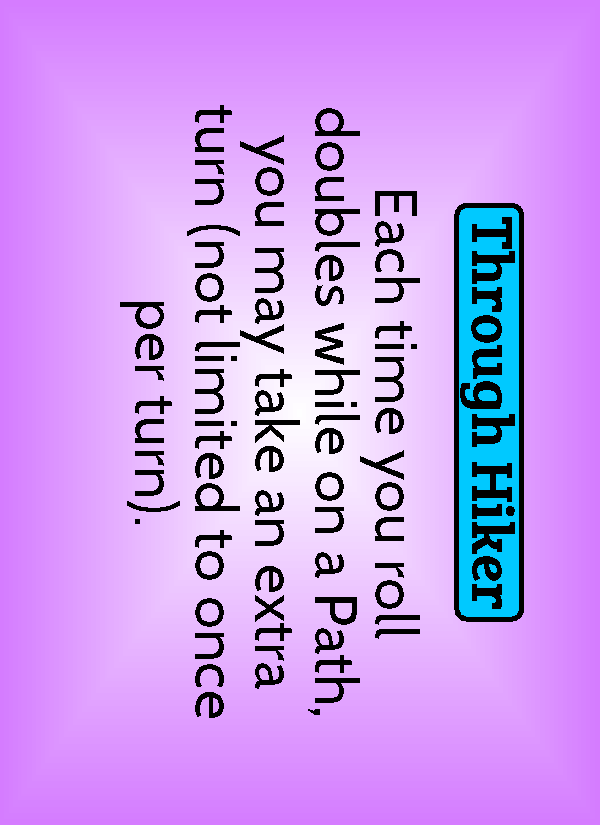 Through Hiker
Each time you roll
doubles while on a Path,
you may take an extra
turn (not limited to once
per turn).